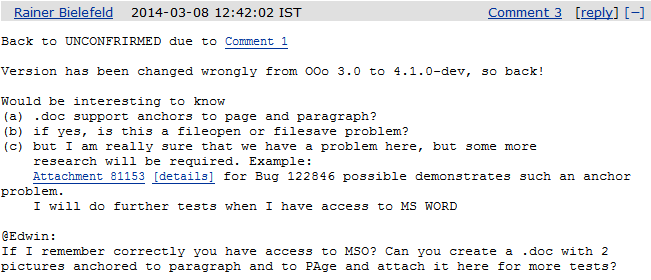 Rainer Bielefeld 2014-03-08 12:42:02 IST Comment 3 [reply] [−]
Back to UNCONFRIRMED due to Comment 1
Version has been changed wrongly from OOo 3.0 to 4.1.0-dev, so back!
Would be interesting to know
(a) .doc support anchors to page and paragraph?
(b) if yes, is this a fileopen or filesave problem?
(c) but I am really sure that we have a problem here, but some more
research will be required. Example:
Attachment 81153 [details] for Bug 122846 possible demonstrates such an anchor
problem.
I will do further tests when I have access to MS WORD
@Edwin:
If I remember correctly you have access to MSO? Can you create a .doc with 2
pictures anchored to paragraph and to PAge and attach it here for more tests?